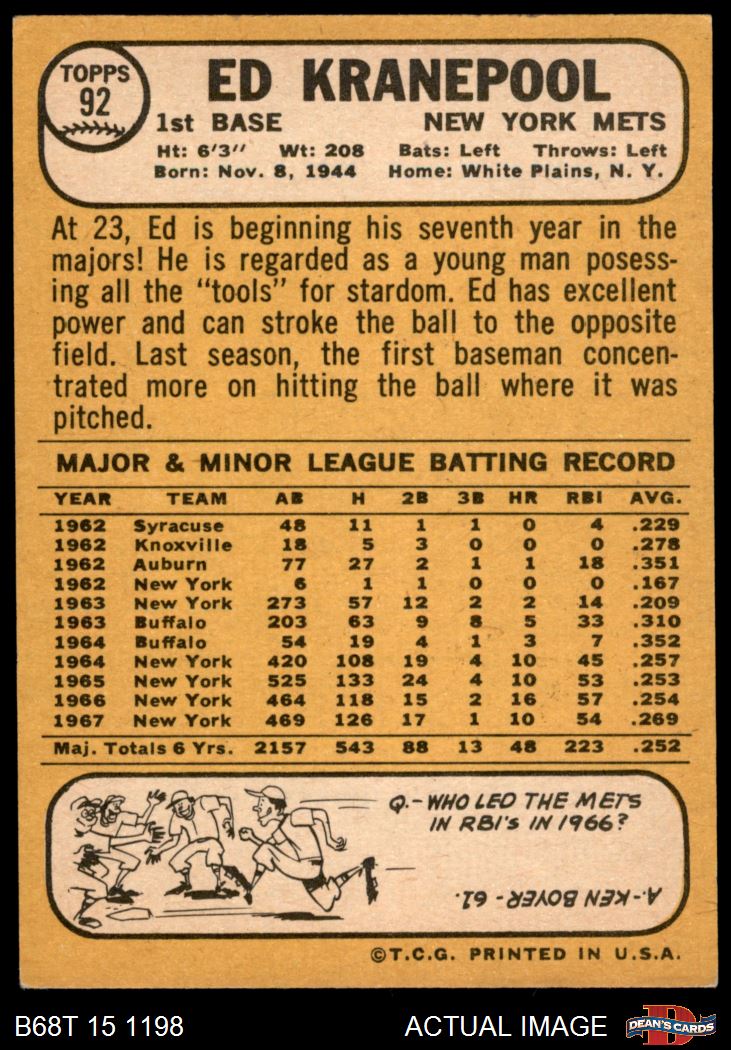 TOPPS
92
ED KRANEPOOL
1st BASE NEW YORK METS
Ht: 6'3" Wt: 208 Bats: Left Throws: Left
Born: Nov. 8, 1944 Home: White Plains, N. Y.
At 23, Ed is beginning his seventh year in the
majors! He is regarded as a young man posess-
ing all the "tools" for stardom. Ed has excellent
power and can stroke the ball to the opposite
field. Last season, the first baseman concen-
trated more on hitting the ball where it was
pitched.
MAJOR & MINOR LEAGUE BATTING RECORD
YEAR TEAM AB H 2B 3B HR RBI AVG.
1962 Syracuse 48 11 1 1 0 4 .229
1962 Knoxville 18 5 3 0 0 0 .278
1962 Auburn 77 27 2 1 1 18 .351
1962 New York 6 1 1 0 0 0 .167
1963 New York 273 57 12 2 2 14 .209
1963 Buffalo 203 63 9 8 5 33 .310
1964 Buffalo 54 19 4 1 3 7 .352
1964 New York 420 108 19 4 10 45 .257
1965 New York 525 133 24 4 10 53 .253
1966 New York 464 118 15 2 16 57 .254
1967 New York 469 126 17 1 10 54 .269
Maj. Totals 6 Yrs. 2157 543 88 13 48 223 .252
Q.-WHO LED THE METS
IN RBI'S IN 1966?
A.-KEN BOYER-61.
©T.C.G. PRINTED IN U.S.A.
B68T 15 1198 ACTUAL IMAGE DEAN'S CARDS